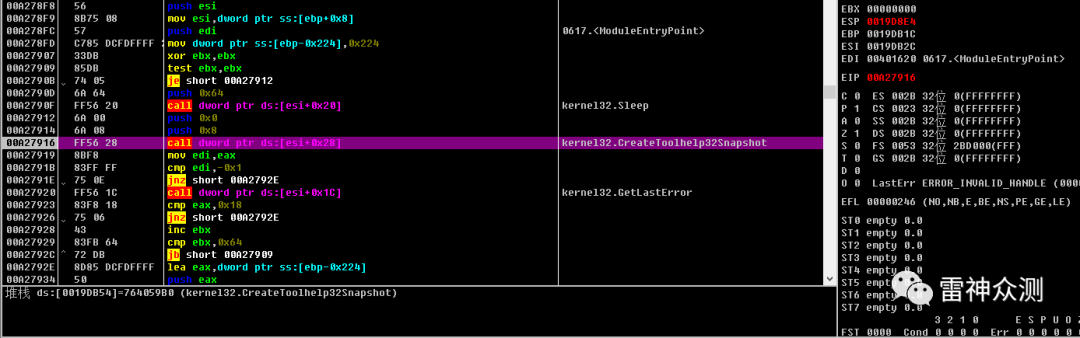 00A278F8 56 push esi
00A278F9 8B75 08 mov esi,dword ptr ss:[ebp+0x8]
00A278FC 57 push edi 0617.<ModuleEntryPoint>
00A278FD C785 DCFDFFFF mov dword ptr ss:[ebp-0x224],0x224
00A27907 33DB xor ebx,ebx
00A27909 85DB test ebx,ebx
00A2790B 74 05 je short 00A27912
00A2790D 6A 64 push 0x64
00A2790F FF56 20 call dword ptr ds:[esi+0x20] kernel32.Sleep
00A27912 6A 00 push 0x0
00A27914 6A 08 push 0x8
00A27916 FF56 28 call dword ptr ds:[esi+0x28] kernel32.CreateToolhelp32Snapshot
00A27919 8BF8 mov edi,eax
00A2791B 83FF FF cmp edi,-0x1
00A2791E 75 0E jnz short 00A2792E
00A27920 FF56 1C call dword ptr ds:[esi+0x1C] kernel32.GetLastError
00A27923 83F8 18 cmp eax,0x18
00A27926 75 06 jnz short 00A2792E
00A27928 43 inc ebx
00A27929 83FB 64 cmp ebx,0x64
00A2792C 72 DB jb short 00A27909
00A2792E 8D85 DCFDFFFF lea eax,dword ptr ss:[ebp-0x224]
00A27934 50 push eax
堆栈 ds:[0019DB54]=764059B0 (kernel32.CreateToolhelp32Snapshot)
EBX 00000000
ESP 0019D8E4
EBP 0019DB1C
ESI 0019DB2C
EDI 00401620 0617.<ModuleEntryPoint>
EIP 00A27916
C 0 ES 002B 32位 0(FFFFFFFF)
P 1 CS 0023 32位 0(FFFFFFFF)
A 0 SS 002B 32位 0(FFFFFFFF)
Z 1 DS 002B 32位 0(FFFFFFFF)
S 0 FS 0053 32位 2BD000(FFF)
T 0 GS 002B 32位 0(FFFFFFFF)
D 0
O 0 LastErr ERROR_INVALID_HANDLE (000
EFL 00000246 (NO,NB,E,BE,NS,PE,GE,LE)
ST0 empty 0.0
ST1 empty 0.0
ST2 empty 0.0
ST3 empty 0.0
ST4 empty 0.0
ST5 empty 0.0
ST6 empty 0.0
ST7 empty 0.0
3 2 1 0 E S P U O Z
FST 0000 Cond 0 0 0 0 Err 0 0 0 0 0
雷神众测